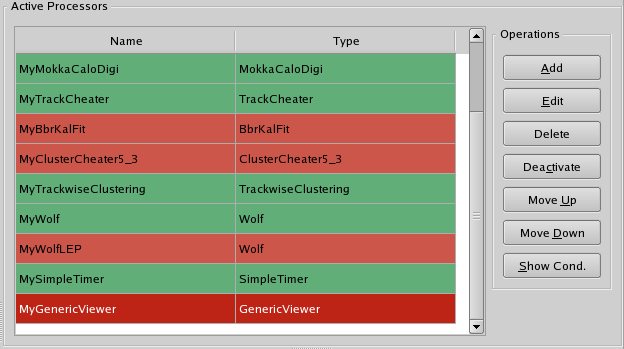 Active Processors
Name Type
MyMokkaCaloDigi MokkaCaloDigi
MyTrackCheater TrackCheater
MyBbrKalFit BbrKalFit
MyClusterCheater5_3 ClusterCheater5_3
MyTrackwiseClustering TrackwiseClustering
MyWolf Wolf
MyWolfLEP Wolf
MySimpleTimer SimpleTimer
MyGenericViewer GenericViewer
Operations
Add
Edit
Delete
Deactivate
Move Up
Move Down
Show Cond.